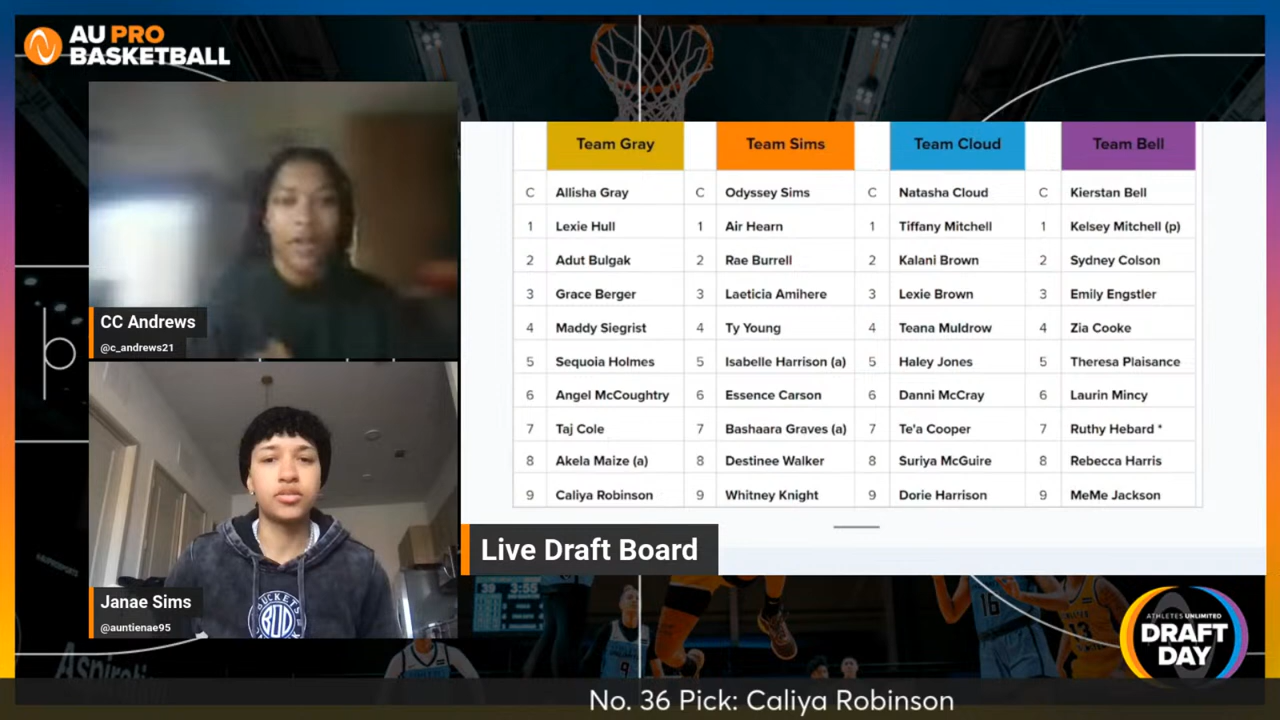 AU PRO
BASKETBALL
CC Andrews
@c_andrews21
Janae Sims
@auntienae95
BUCKETS
Team Gray Team Sims Team Cloud Team Bell
C Allisha Gray C Odyssey Sims C Natasha Cloud C Kierstan Bell
1 Lexie Hull 1 Air Hearn 1 Tiffany Mitchell 1 Kelsey Mitchell (p)
2 Adut Bulgak 2 Rae Burrell 2 Kalani Brown 2 Sydney Colson
3 Grace Berger 3 Laeticia Amihere 3 Lexie Brown 3 Emily Engstler
4 Maddy Siegrist 4 Ty Young 4 Teana Muldrow 4 Zia Cooke
5 Sequoia Holmes 5 Isabelle Harrison (a) 5 Haley Jones 5 Theresa Plaisance
6 Angel McCoughtry 6 Essence Carson 6 Danni McCray 6 Laurin Mincy
7 Taj Cole 7 Bashaara Graves (a) 7 Te'a Cooper 7 Ruthy Hebard *
8 Akela Maize (a) 8 Destinee Walker 8 Suriya McGuire 8 Rebecca Harris
9 Caliya Robinson 9 Whitney Knight 9 Dorie Harrison 9 MeMe Jackson
Live Draft Board
39 3:55
9
16
13
ATHLETES UNLIMITED
DRAFT
DAY
No. 36 Pick: Caliya Robinson